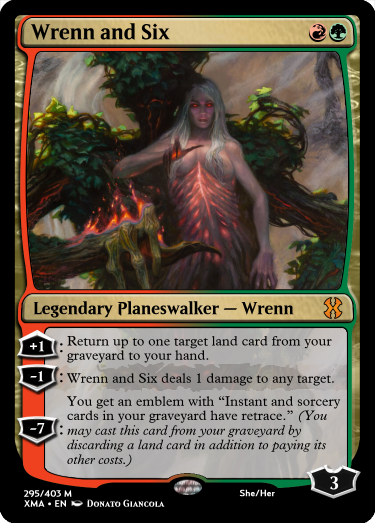 Wrenn and Six
Legendary Planeswalker — Wrenn
+1: Return up to one target land card from your
graveyard to your hand.
-1: Wrenn and Six deals 1 damage to any target.
You get an emblem with “Instant and sorcery
cards in your graveyard have retrace.” (You
-7: may cast this card from your graveyard by
discarding a land card in addition to paying its
other costs.)
3
295/403 M
She/Her
XMA • EN Donato Giancola